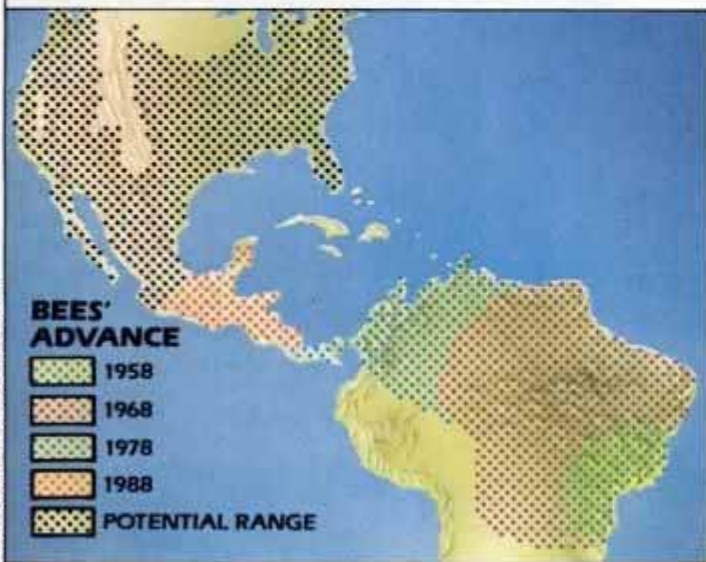 BEES'
ADVANCE
1958
1968
1978
1988
POTENTIAL RANGE